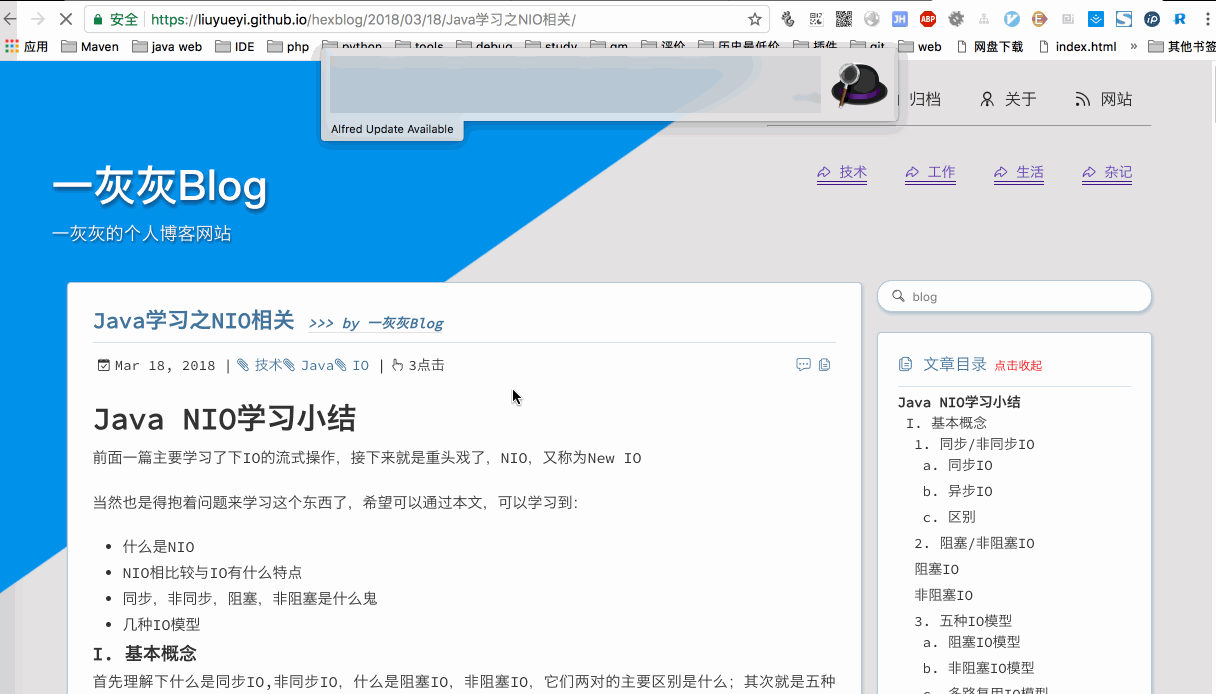 安全 https://liuyueyi.github.io/hexblog/2018/03/18/Java学习之NIO相关/
JH ABP iP R
应用 Maven java web IDE php python tools debug study gm 评价 历史最低价 插件 git web 网盘下载 index.html » 其他书签
Alfred Update Available
归档 关于 网站
技术 工作 生活 杂记
一灰灰Blog
一灰灰的个人博客网站
Java学习之NIO相关 >>> by 一灰灰Blog
Mar 18, 2018 | 技术 Java IO | 3点击
Java NIO学习小结
前面一篇主要学习了下IO的流式操作，接下来就是重头戏了，NIO，又称为New IO
当然也是得抱着问题来学习这个东西了，希望可以通过本文，可以学习到：
• 什么是NIO
• NIO相比较与IO有什么特点
• 同步，非同步，阻塞，非阻塞是什么鬼
• 几种IO模型
I. 基本概念
首先理解下什么是同步IO,非同步IO，什么是阻塞IO，非阻塞IO，它们两对的主要区别是什么；其次就是五种
blog
文章目录 点击收起
Java NIO学习小结
I. 基本概念
1. 同步/非同步IO
a. 同步IO
b. 异步IO
c. 区别
2. 阻塞/非阻塞IO
阻塞IO
非阻塞IO
3. 五种IO模型
a. 阻塞IO模型
b. 非阻塞IO模型
c. 多路复用IO模型